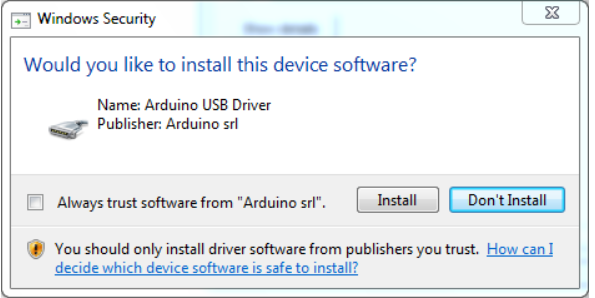 Windows Security
Would you like to install this device software?
Name: Arduino USB Driver
Publisher: Arduino srl
Always trust software from "Arduino srl".
Install
Don't Install
You should only install driver software from publishers you trust. How can I
decide which device software is safe to install?